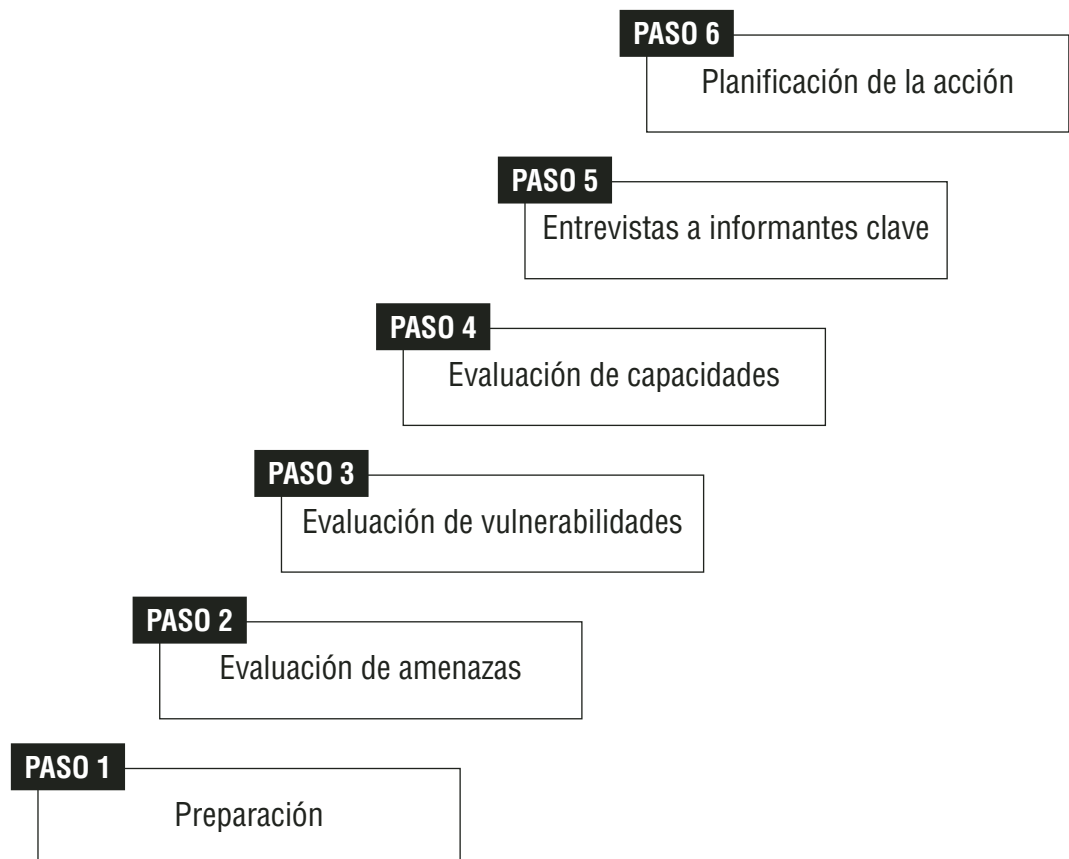 PASO 6
Planificación de la acción
PASO 5
Entrevistas a informantes clave
PASO 4
Evaluación de capacidades
PASO 3
Evaluación de vulnerabilidades
PASO 2
Evaluación de amenazas
PASO 1
Preparación